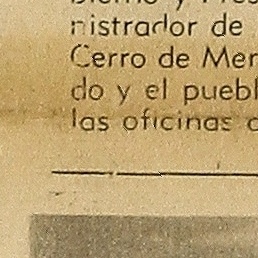 nistrador de
Cerro de Mer
do y el puebl
las oficinas